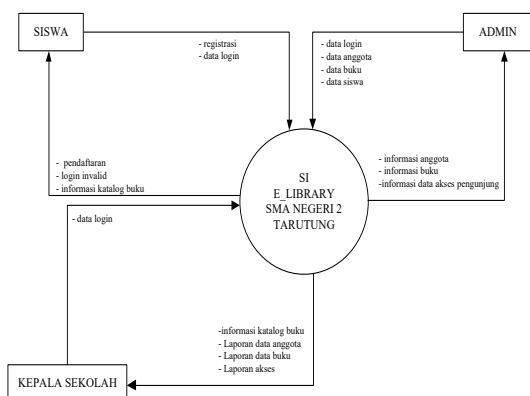 SISWA
- registrasi
- data login
- data login
- data anggota
- data buku
- data siswa
ADMIN
- pendaftaran
- login invalid
- informasi katalog buku
SI
E_LIBRARY
SMA NEGERI 2
TARUTUNG
- informasi anggota
- informasi buku
-informasi data akses pengunjung
- data login
-informasi katalog buku
- Laporan data anggota
- Laporan data buku
- Laporan akses
KEPALA SEKOLAH